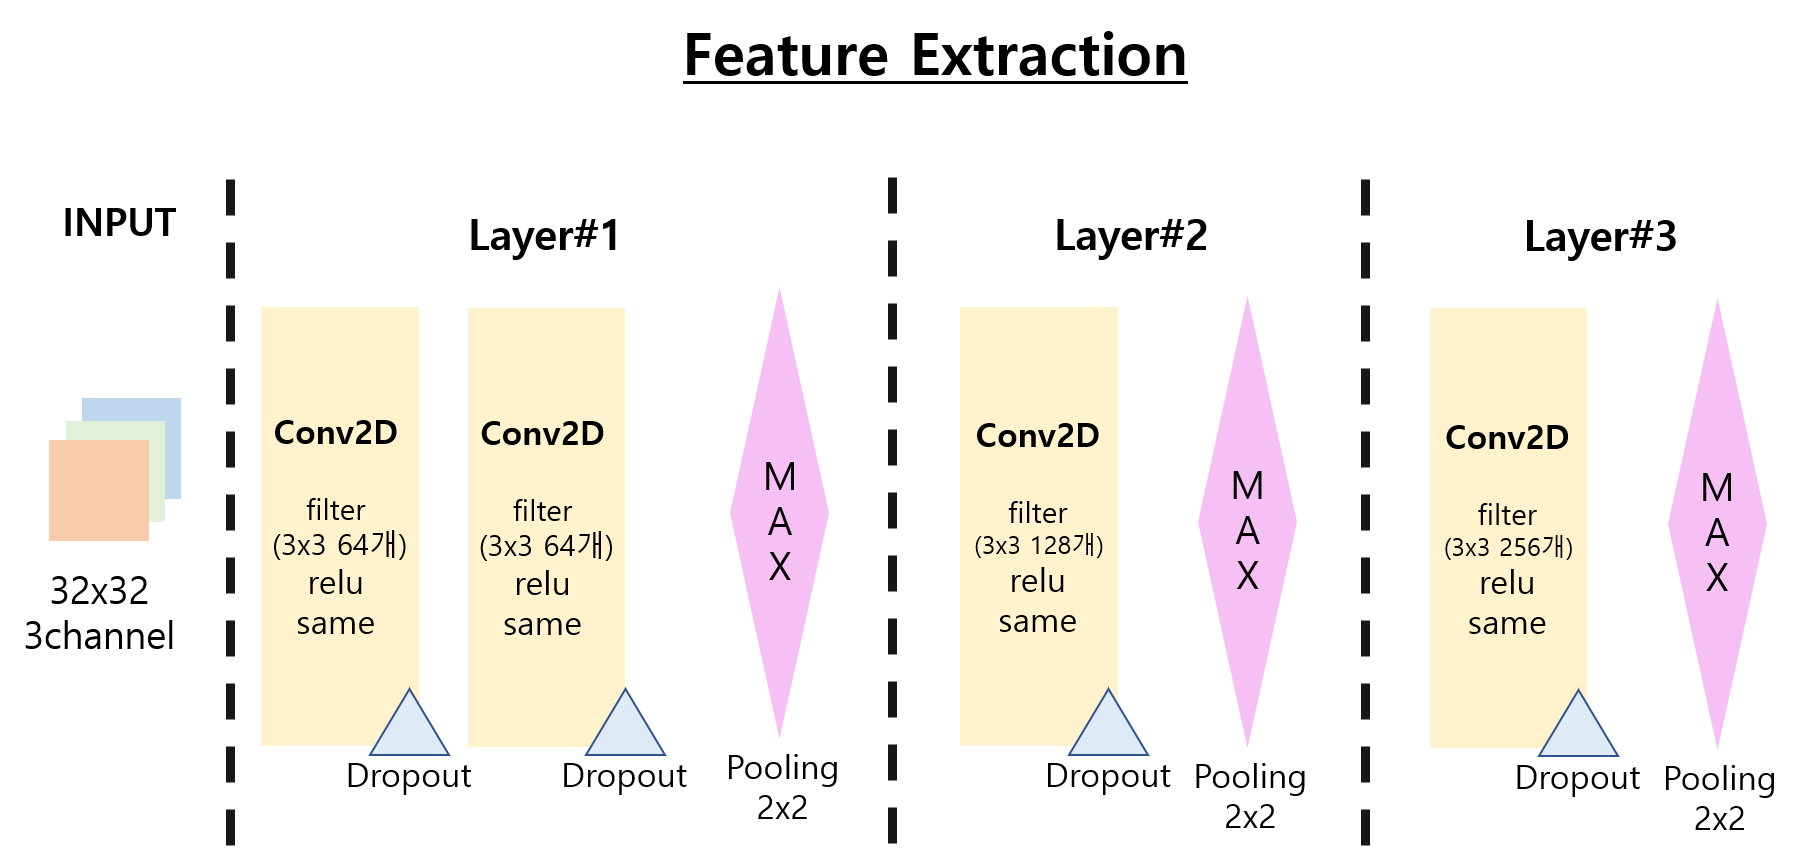 Feature Extraction
INPUT
32x32
3channel
Layer#1
Conv2D
filter
(3x3 64개)
relu
same
Dropout
Conv2D
filter
(3x3 64개)
relu
same
Dropout
M
A
X
Pooling
2x2
Layer#2
Conv2D
filter
(3x3 128개)
relu
same
Dropout
M
A
X
Pooling
2x2
Layer#3
Conv2D
filter
(3x3 256개)
relu
same
Dropout
M
A
X
Pooling
2x2